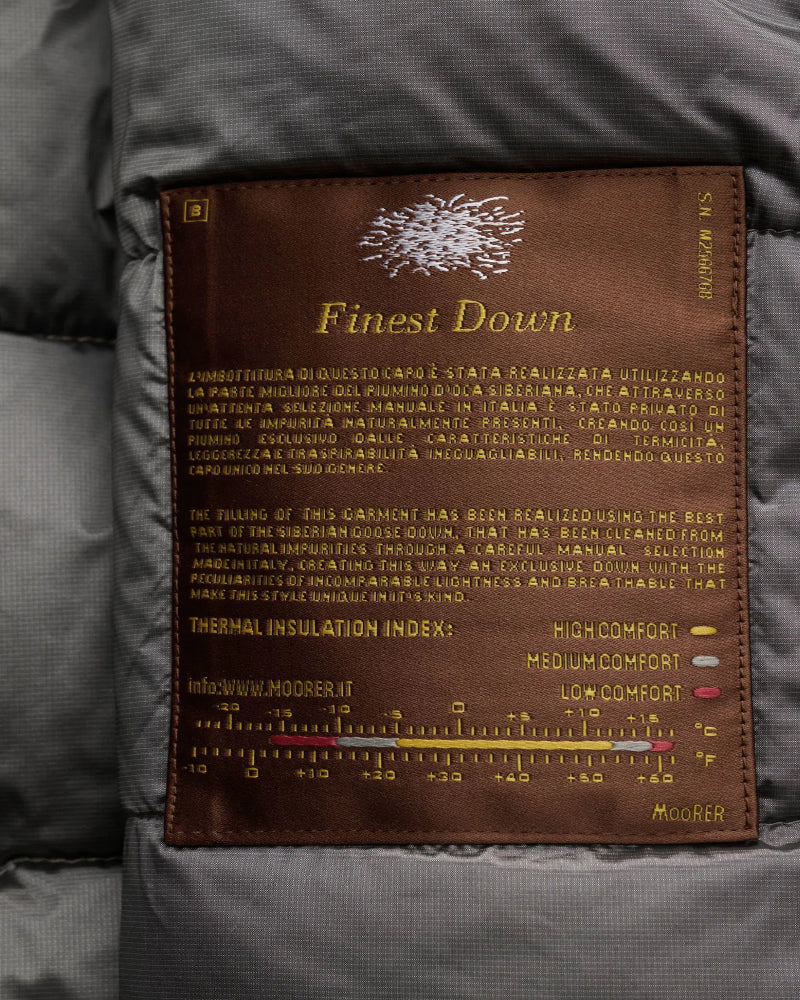 B
S.N. M2566708
Finest Down
L'IMBOTTITURA DI QUESTO CAPO È STATA REALIZZATA UTILIZZANDO
LA PARTE MIGLIORE DEL PIUMINO D'OCA SIBERIANA, CHE ATTRAVERSO
UN'ATTENTA SELEZIONE MANUALE IN ITALIA È STATO PRIVATO DI
TUTTE LE IMPURITÀ NATURALMENTE PRESENTI, CREANDO COSÌ UN
PIUMINO ESCLUSIVO DALLE CARATTERISTICHE DI TERMICITÀ,
LEGGEREZZA E TRASPIRABILITÀ INEGUAGLIABILI, RENDENDO QUESTO
CAPO UNICO NEL SUO GENERE.
THE FILLING OF THIS GARMENT HAS BEEN REALIZED USING THE BEST
PART OF THE SIBERIAN GOOSE DOWN, THAT HAS BEEN CLEANED FROM
THE NATURAL IMPURITIES THROUGH A CAREFUL MANUAL SELECTION
MADE IN ITALY, CREATING THIS WAY AN EXCLUSIVE DOWN WITH THE
PECULIARITIES OF INCOMPARABLE LIGHTNESS AND BREATHABLE THAT
MAKE THIS STYLE UNIQUE IN IT'S KIND.
THERMAL INSULATION INDEX: HIGH COMFORT
MEDIUM COMFORT
info:WWW.MOORER.IT LOW COMFORT
-20 -15 -10 -5 0 +5 +10 +15 °C
-10 0 +10 +20 +30 +40 +50 +60 °F
MOORER